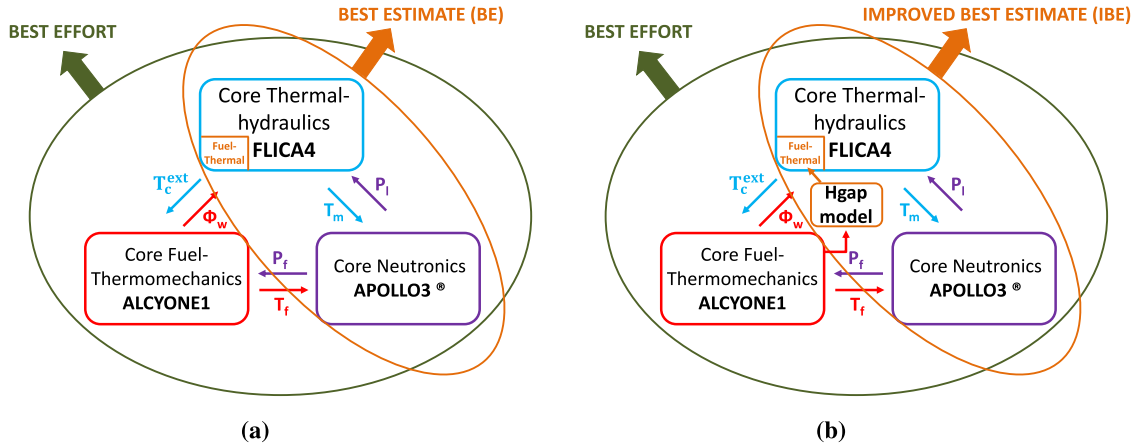 BEST EFFORT
BEST ESTIMATE (BE)
Core Thermal-
hydraulics
FLICA4
Fuel-
Thermal
T_c^ext
Φ_w
T_m
P_l
Core Fuel-
Thermomechanics
ALCYONE1
P_f
T_f
Core Neutronics
APOLLO3 ®
(a)
BEST EFFORT
IMPROVED BEST ESTIMATE (IBE)
Core Thermal-
hydraulics
FLICA4
Fuel-
Thermal
T_c^ext
Φ_w
Hgap
model
T_m
P_l
Core Fuel-
Thermomechanics
ALCYONE1
P_f
T_f
Core Neutronics
APOLLO3 ®
(b)